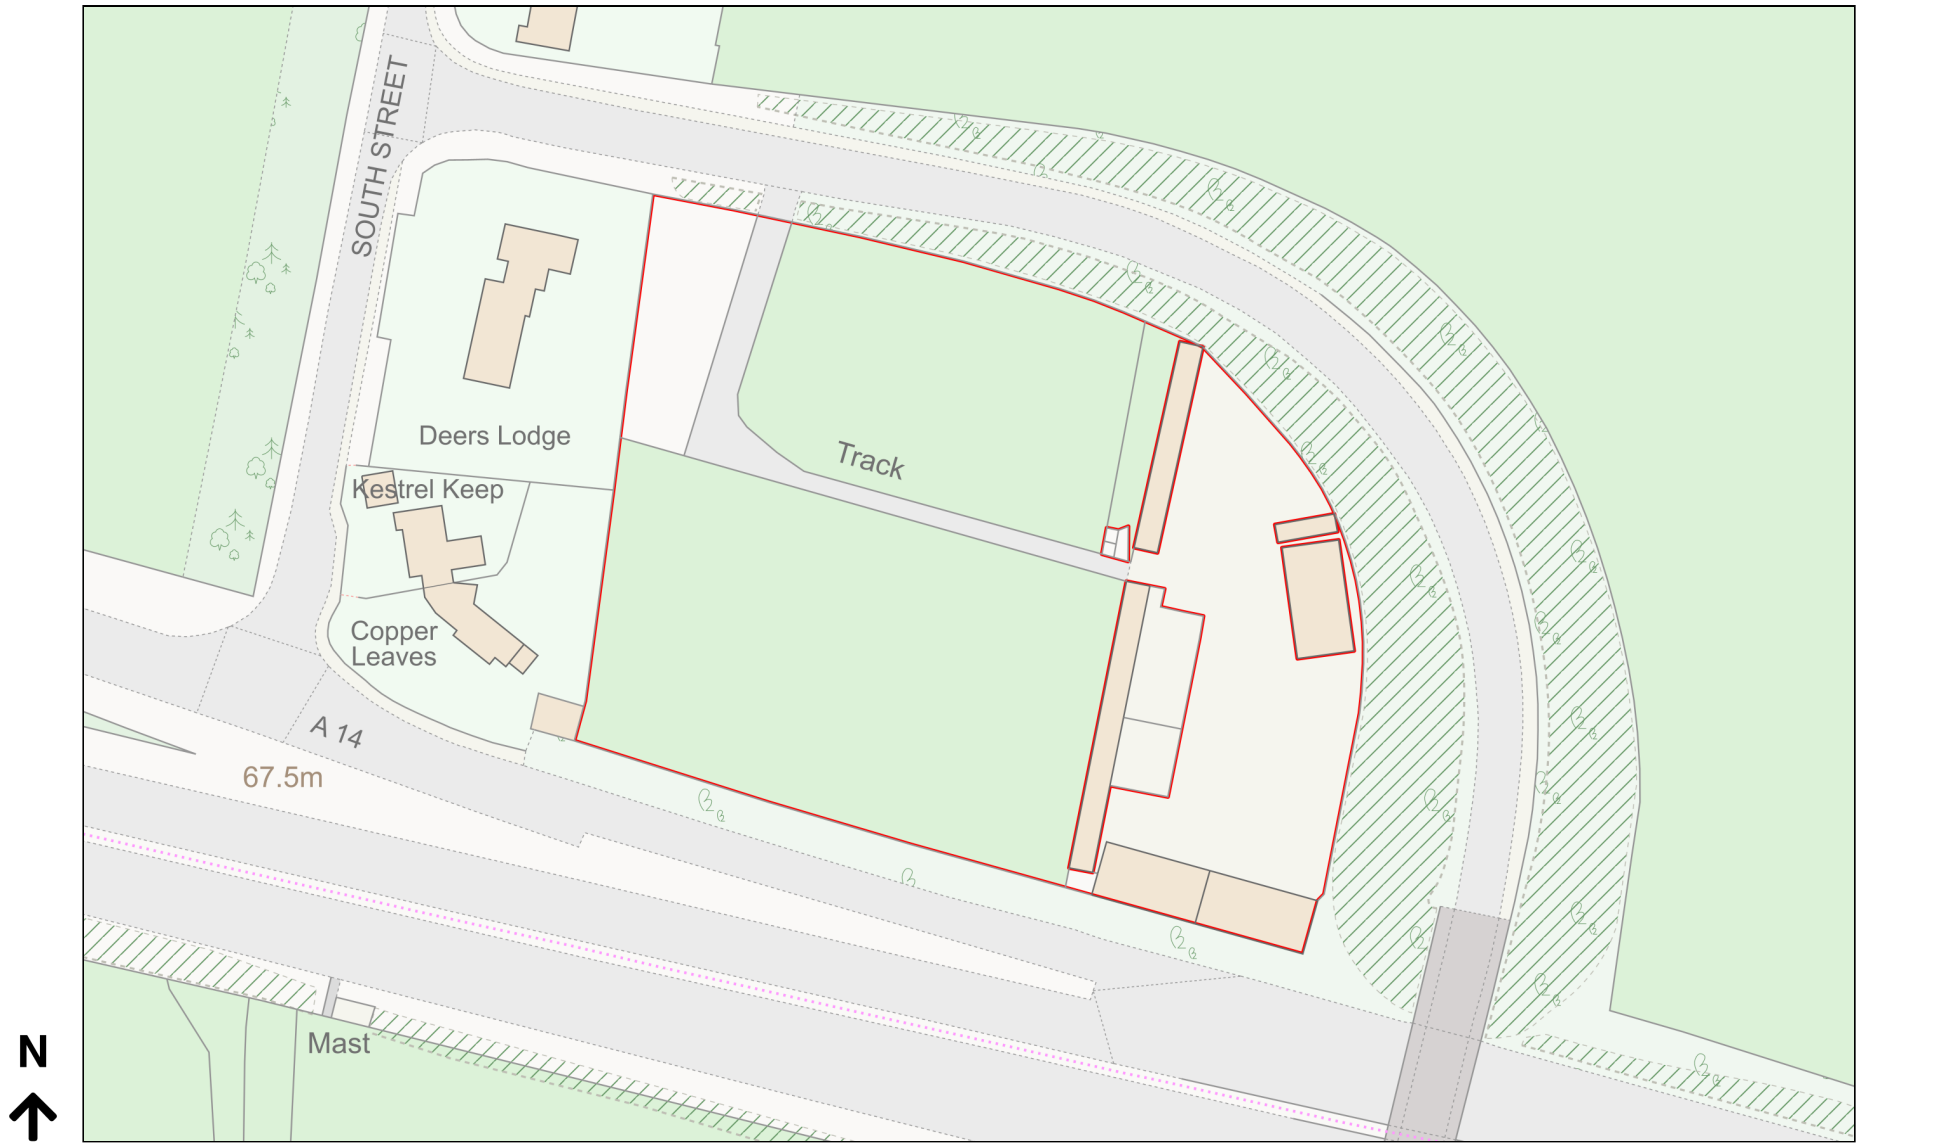 SOUTH STREET
Deers Lodge
Track
Kestrel Keep
Copper
Leaves
A 14
67.5m
Mast
N